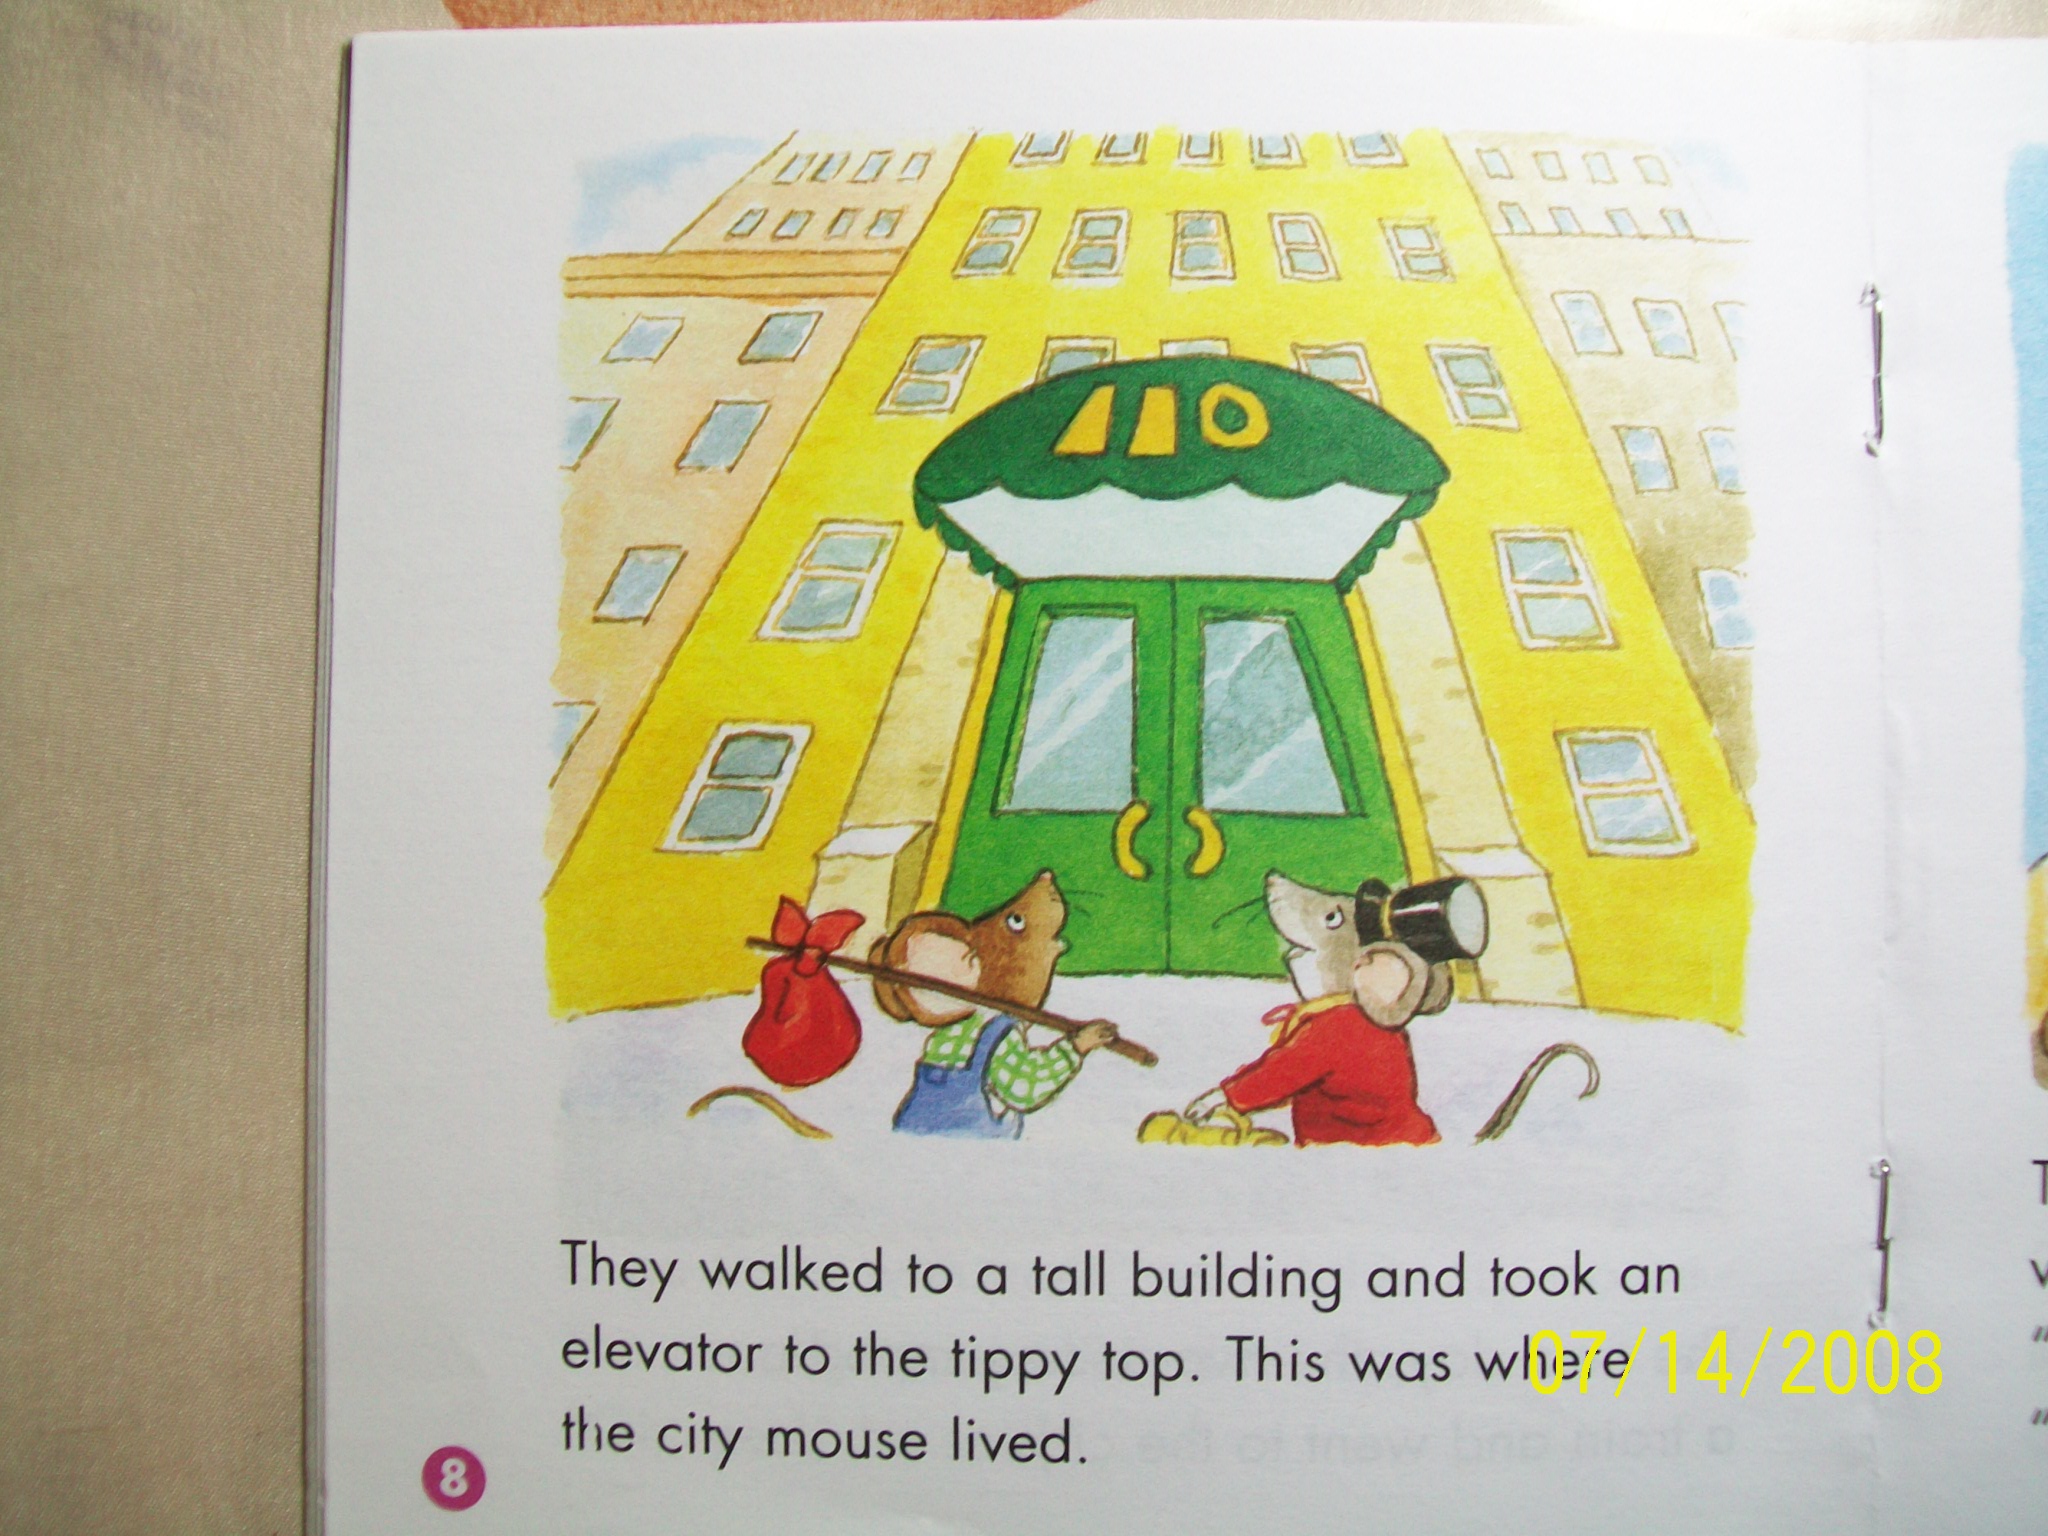 110
They walked to a tall building and took an
elevator to the tippy top. This was where
the city mouse lived.
8
07/14/2008